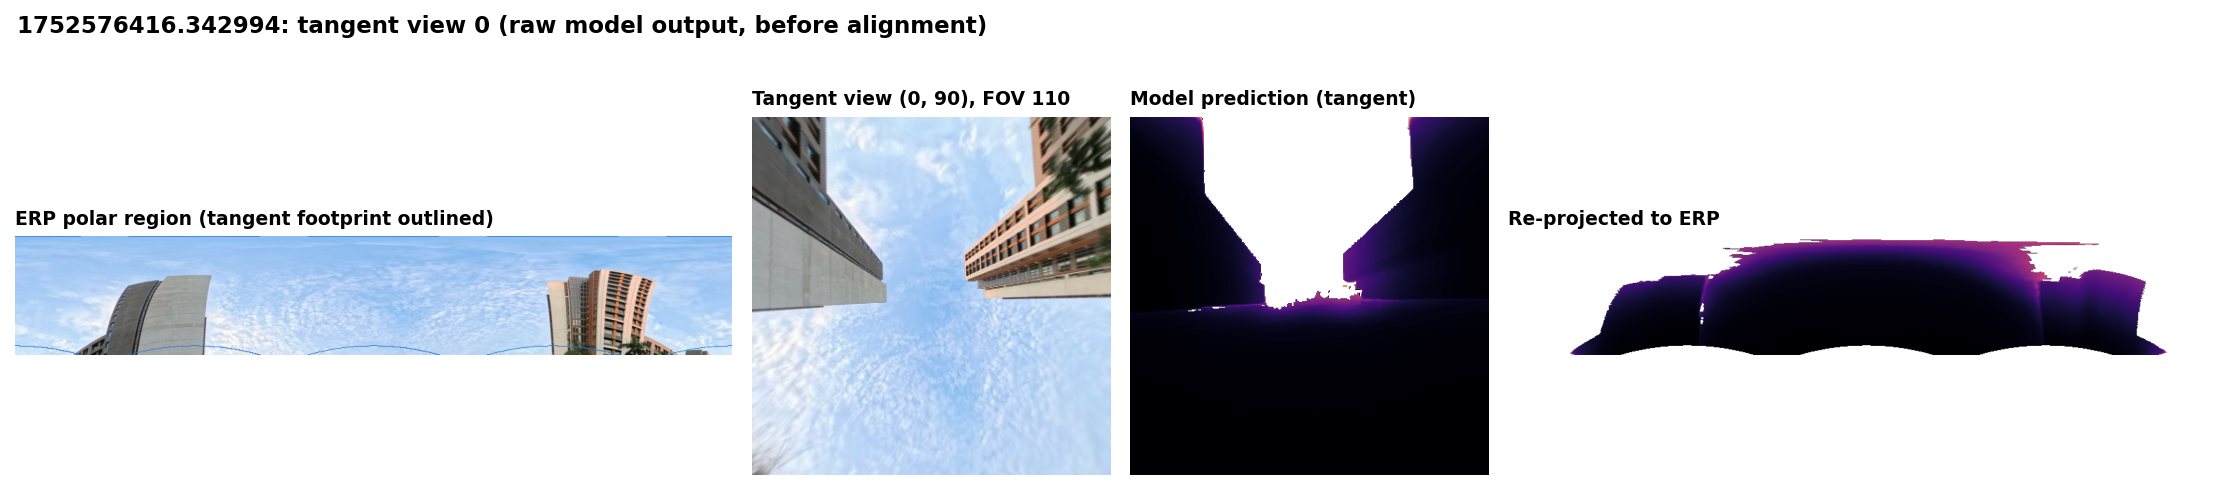 1752576416.342994: tangent view 0 (raw model output, before alignment)
Tangent view (0, 90), FOV 110
Model prediction (tangent)
ERP polar region (tangent footprint outlined)
Re-projected to ERP